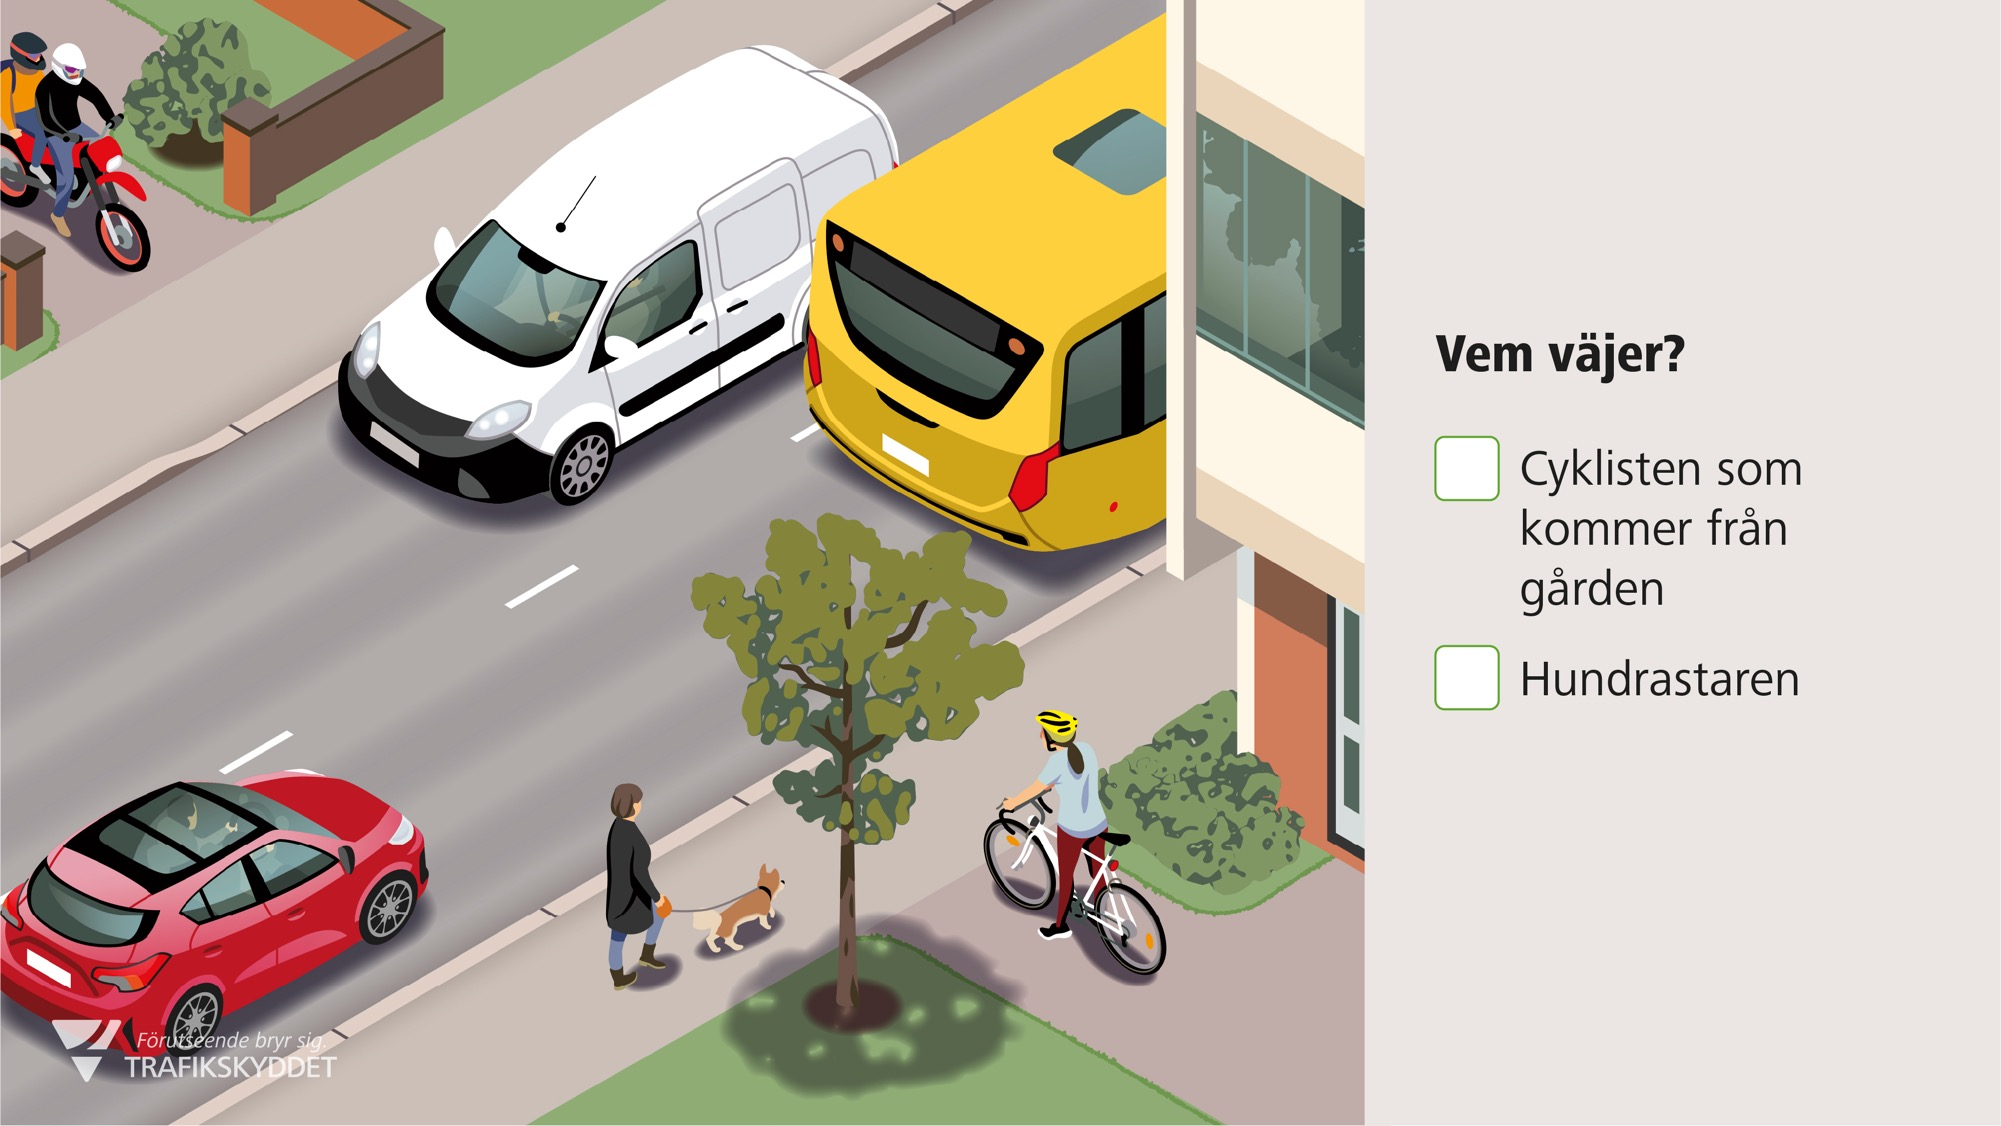 Vem väjer?
Cyklisten som
kommer från
gården
Hundrastaren
Förutseende bryr sig.
TRAFIKSKYDDET